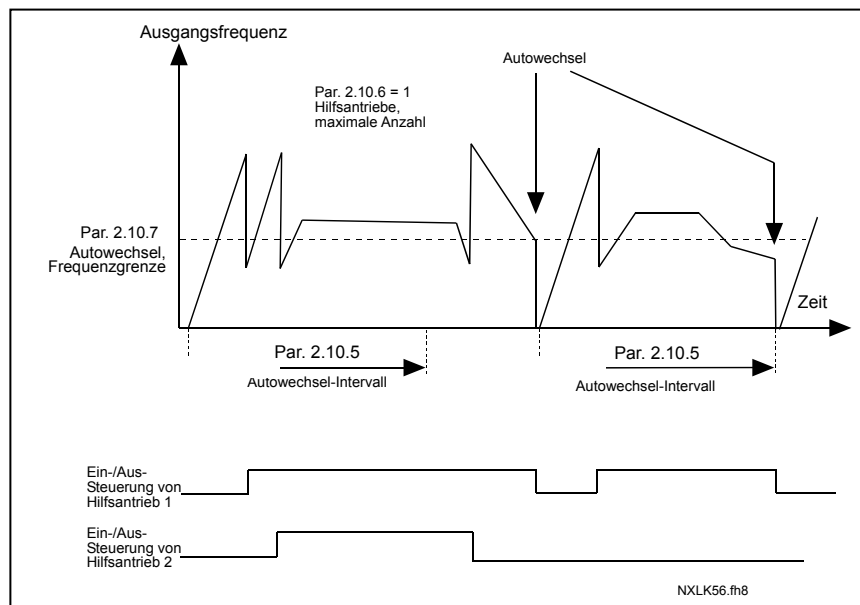 Ausgangsfrequenz
Autowechsel
Par. 2.10.6 = 1
Hilfsantriebe,
maximale Anzahl
Par. 2.10.7
Autowechsel,
Frequenzgrenze
Zeit
Par. 2.10.5
Autowechsel-Intervall
Par. 2.10.5
Autowechsel-Intervall
Ein-/Aus-
Steuerung von
Hilfsantrieb 1
Ein-/Aus-
Steuerung von
Hilfsantrieb 2
NXLK56.fh8